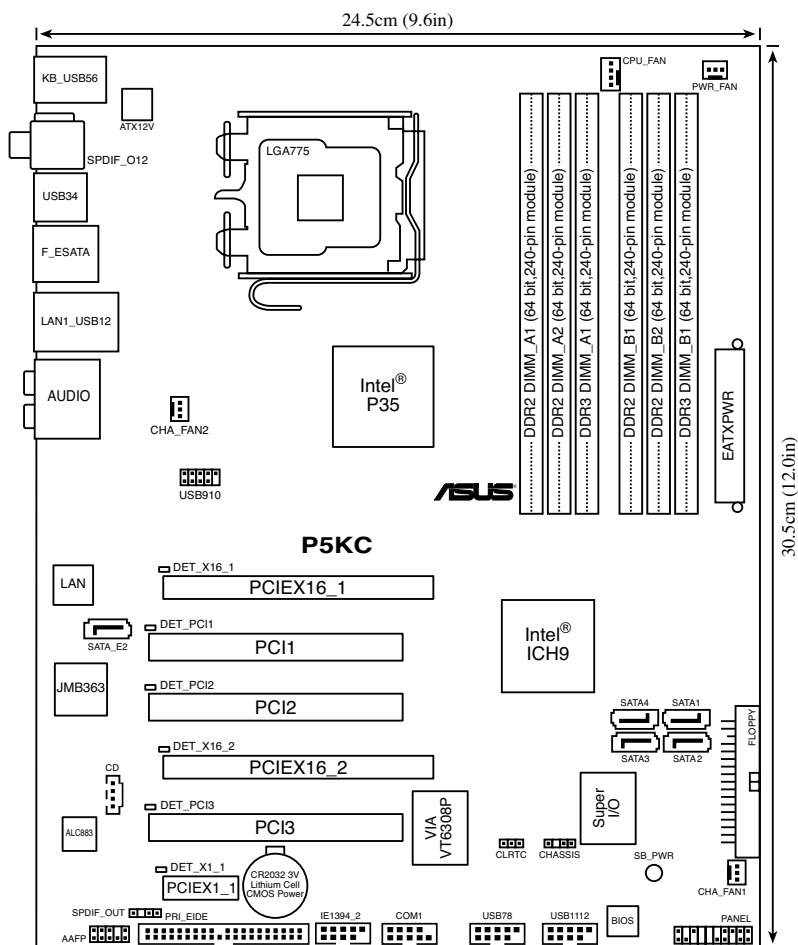 24.5cm (9.6in)
KB_USB56
ATX12V
CPU_FAN
PWR_FAN
SPDIF_O12
LGA775
USB34
F_ESATA
LAN1_USB12
AUDIO
CHA_FAN2
Intel®
P35
DDR2 DIMM_A1 (64 bit,240-pin module)
DDR2 DIMM_A2 (64 bit,240-pin module)
DDR3 DIMM_A1 (64 bit,240-pin module)
DDR2 DIMM_B1 (64 bit,240-pin module)
DDR2 DIMM_B2 (64 bit,240-pin module)
DDR3 DIMM_B1 (64 bit,240-pin module)
EATXPWR
30.5cm (12.0in)
USB910
ASUS
P5KC
DET_X16_1
LAN
PCIEX16_1
DET_PCI1
SATA_E2
PCI1
Intel®
ICH9
JMB363
DET_PCI2
PCI2
SATA4
SATA1
SATA3
SATA2
FLOPPY
DET_X16_2
PCIEX16_2
CD
Super
I/O
DET_PCI3
ALC883
PCI3
VIA
VT6308P
CLRTC
CHASSIS
SB_PWR
CHA_FAN1
DET_X1_1
PCIEX1_1
CR2032 3V
Lithium Cell
CMOS Power
SPDIF_OUT
PRI_EIDE
IE1394_2
COM1
USB78
USB1112
BIOS
PANEL
AAFP